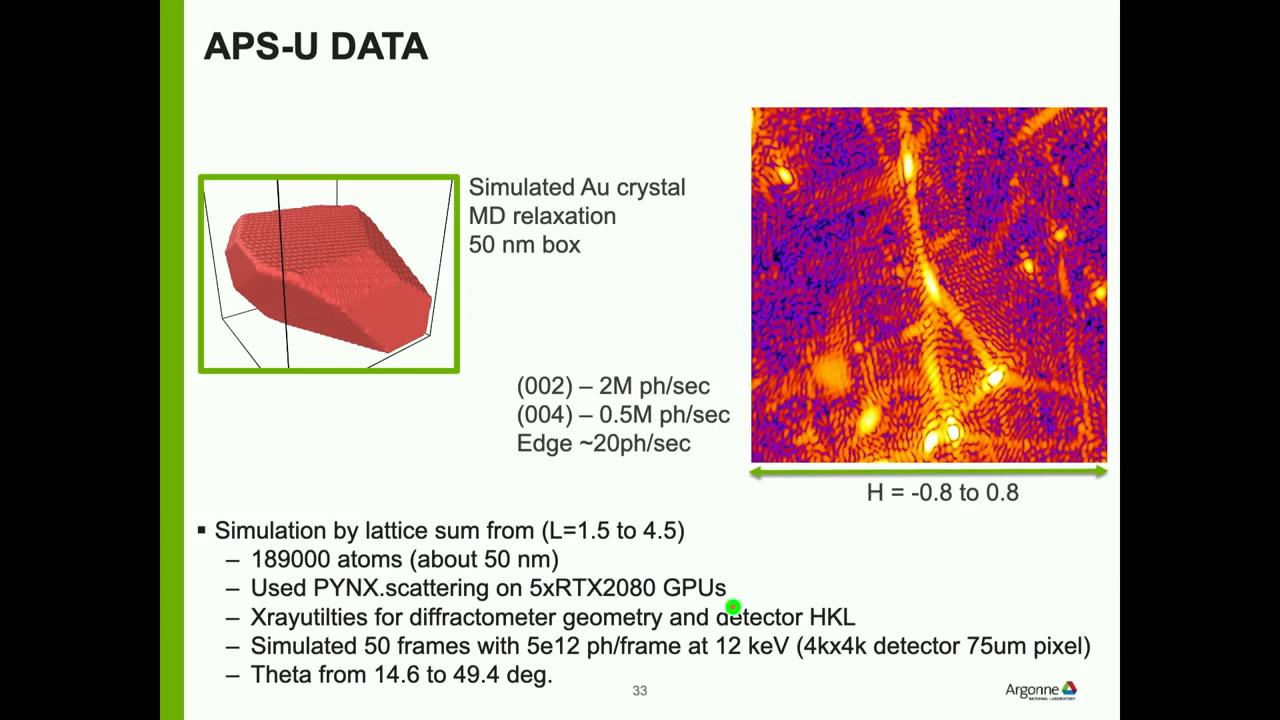 APS-U DATA
Simulated Au crystal
MD relaxation
50 nm box
(002) – 2M ph/sec
(004) – 0.5M ph/sec
Edge ~20ph/sec
H = -0.8 to 0.8
▪ Simulation by lattice sum from (L=1.5 to 4.5)
– 189000 atoms (about 50 nm)
– Used PYNX.scattering on 5xRTX2080 GPUs
– Xrayutilties for diffractometer geometry and detector HKL
– Simulated 50 frames with 5e12 ph/frame at 12 keV (4kx4k detector 75um pixel)
– Theta from 14.6 to 49.4 deg.
33
Argonne
NATIONAL LABORATORY